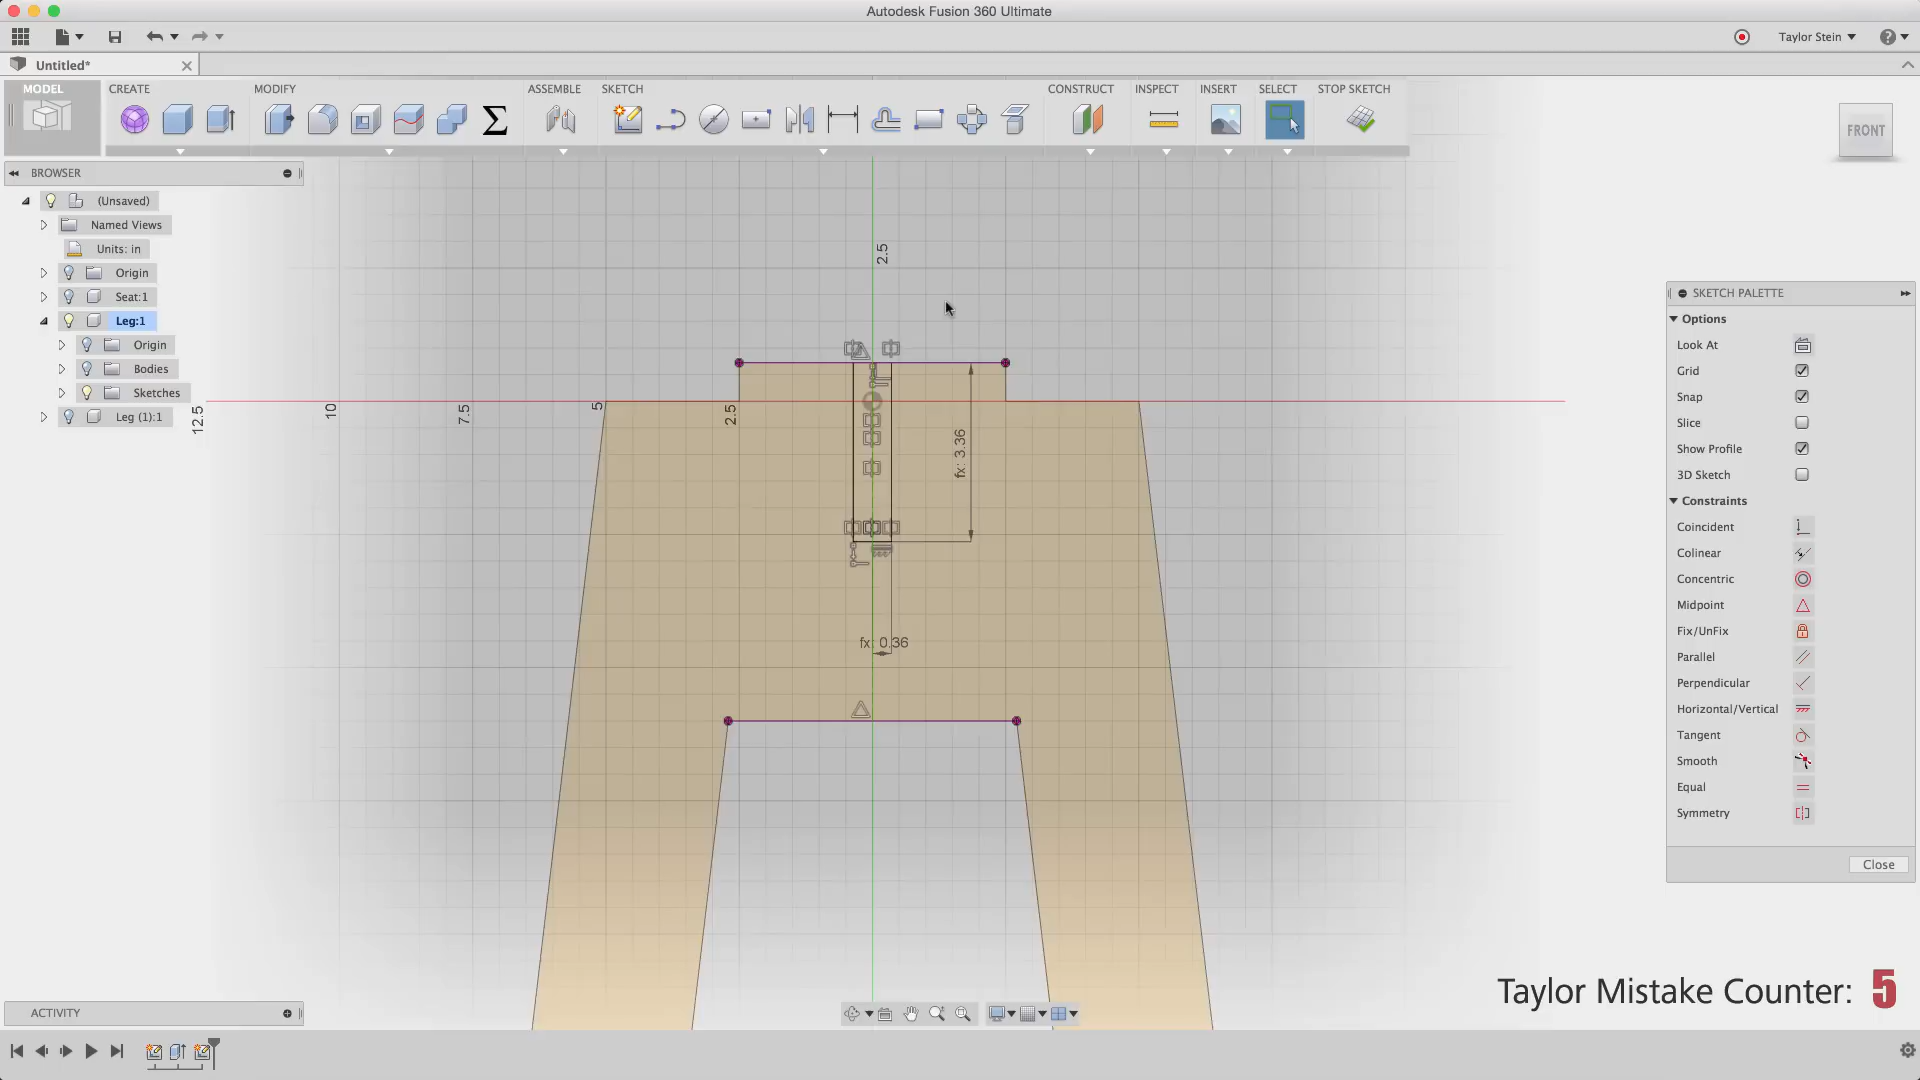 Autodesk Fusion 360 Ultimate
Taylor Stein
Untitled*
MODEL
CREATE
MODIFY
ASSEMBLE
SKETCH
CONSTRUCT
INSPECT
INSERT
SELECT
STOP SKETCH
FRONT
BROWSER
(Unsaved)
Named Views
Units: in
Origin
Seat:1
Leg:1
Origin
Bodies
Sketches
Leg (1):1
12.5
10
7.5
5
2.5
2.5
fx: 3.36
fx: 0.36
SKETCH PALETTE
Options
Look At
Grid
Snap
Slice
Show Profile
3D Sketch
Constraints
Coincident
Colinear
Concentric
Midpoint
Fix/UnFix
Parallel
Perpendicular
Horizontal/Vertical
Tangent
Smooth
Equal
Symmetry
Close
Taylor Mistake Counter: 5
ACTIVITY